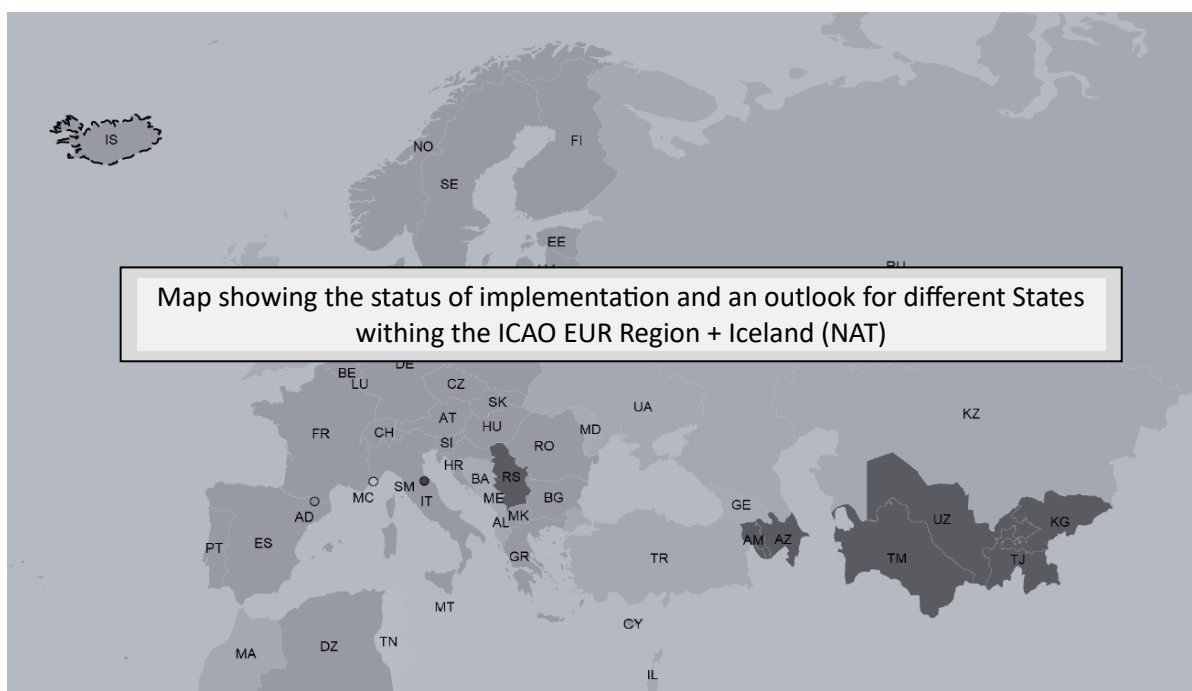 IS
NO
FI
SE
EE
Map showing the status of implementation and an outlook for different States
withing the ICAO EUR Region + Iceland (NAT)
BE
DE
LU
CZ
SK
UA
AT
KZ
FR
CH
HU
MD
SI
RO
HR
BA
RS
MC
SM
IT
ME
BG
AD
MK
GE
UZ
KG
AL
PT
ES
AM
AZ
GR
TR
TM
TJ
MT
CY
MA
DZ
TN
IL